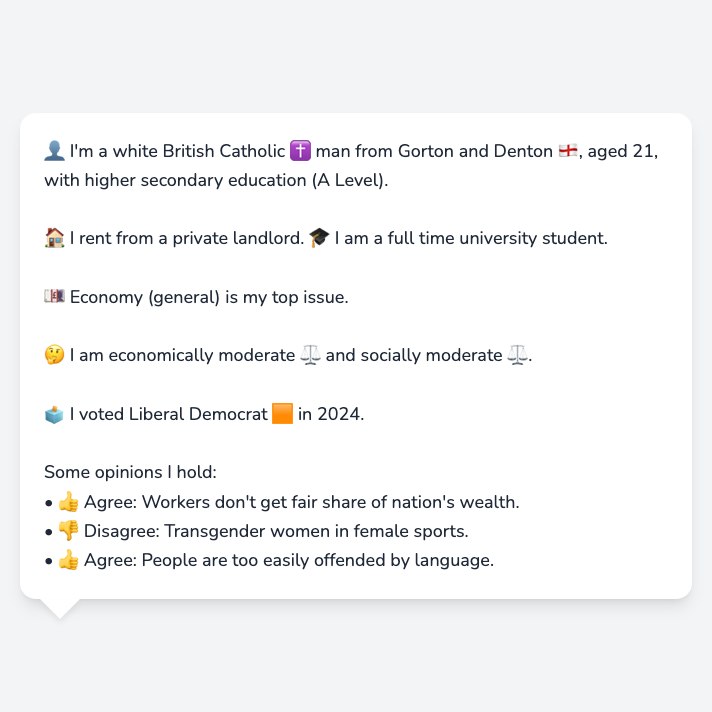 👤 I'm a white British Catholic ✝️ man from Gorton and Denton 🏴󠁧󠁢󠁥󠁮󠁧󠁿, aged 21,
with higher secondary education (A Level).
🏠 I rent from a private landlord. 🎓 I am a full time university student.
💷 Economy (general) is my top issue.
🤔 I am economically moderate ⚖️ and socially moderate ⚖️.
🗳️ I voted Liberal Democrat 🟧 in 2024.
Some opinions I hold:
• 👍 Agree: Workers don't get fair share of nation's wealth.
• 👎 Disagree: Transgender women in female sports.
• 👍 Agree: People are too easily offended by language.